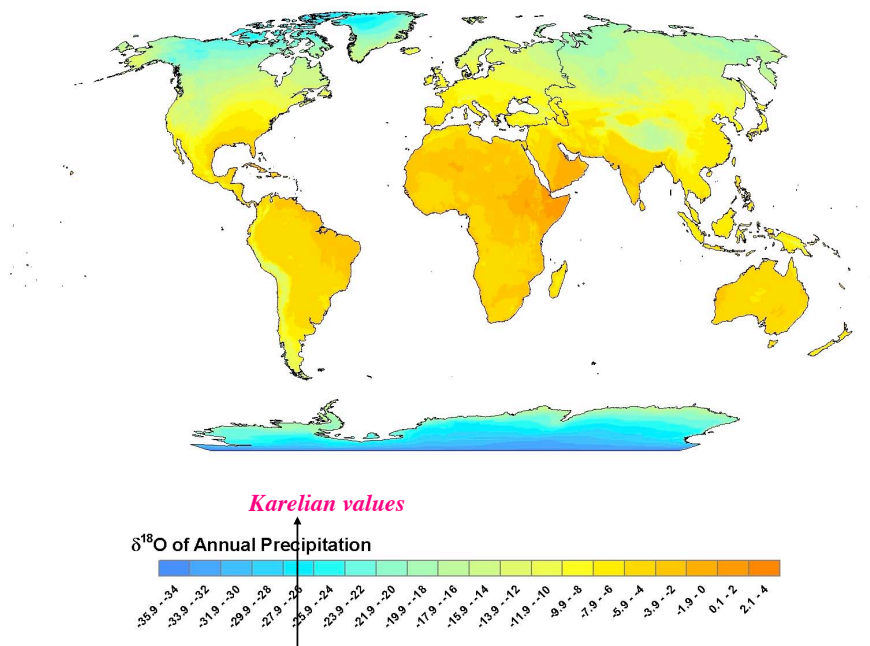 Karelian values
δ18O of Annual Precipitation
-35.9 - -34
-33.9 - -32
-31.9 - -30
-29.9 - -28
-27.9 - -26
-25.9 - -24
-23.9 - -22
-21.9 - -20
-19.9 - -18
-17.9 - -16
-15.9 - -14
-13.9 - -12
-11.9 - -10
-9.9 - -8
-7.9 - -6
-5.9 - -4
-3.9 - -2
-1.9 - 0
0.1 - 2
2.1 - 4